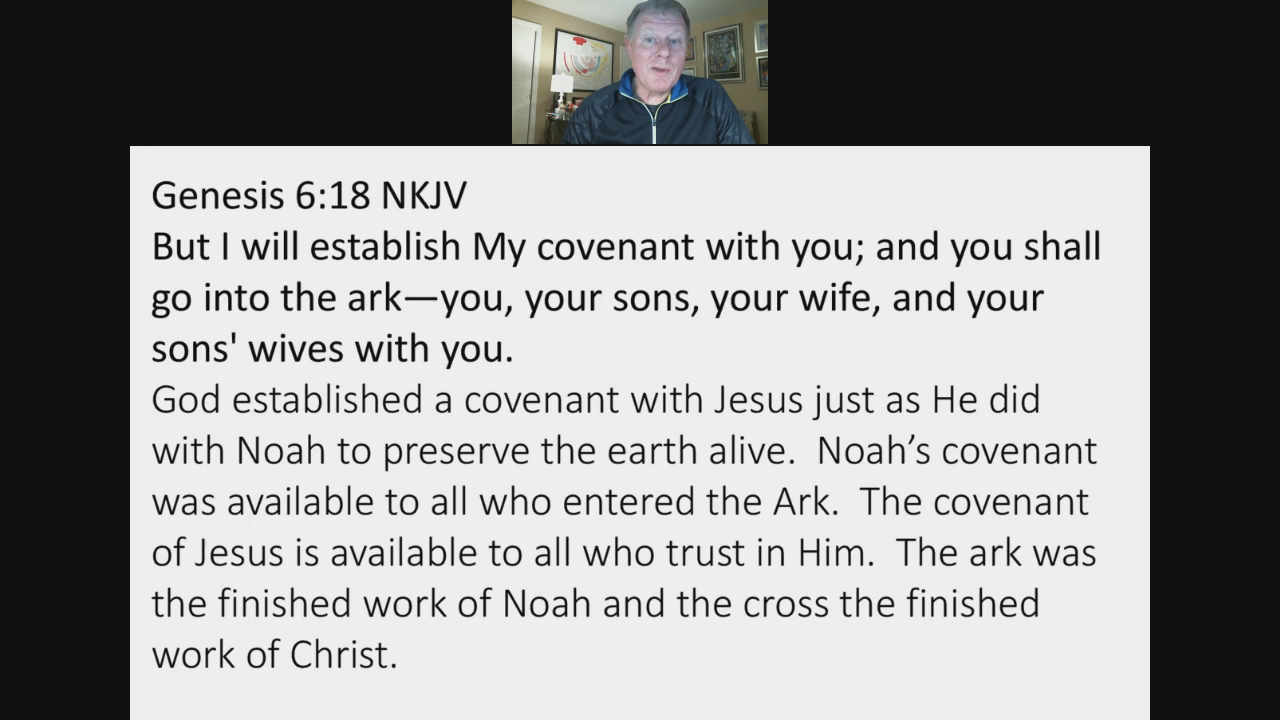 Genesis 6:18 NKJV
But I will establish My covenant with you; and you shall
go into the ark—you, your sons, your wife, and your
sons' wives with you.
God established a covenant with Jesus just as He did
with Noah to preserve the earth alive.  Noah’s covenant
was available to all who entered the Ark.  The covenant
of Jesus is available to all who trust in Him.  The ark was
the finished work of Noah and the cross the finished
work of Christ.